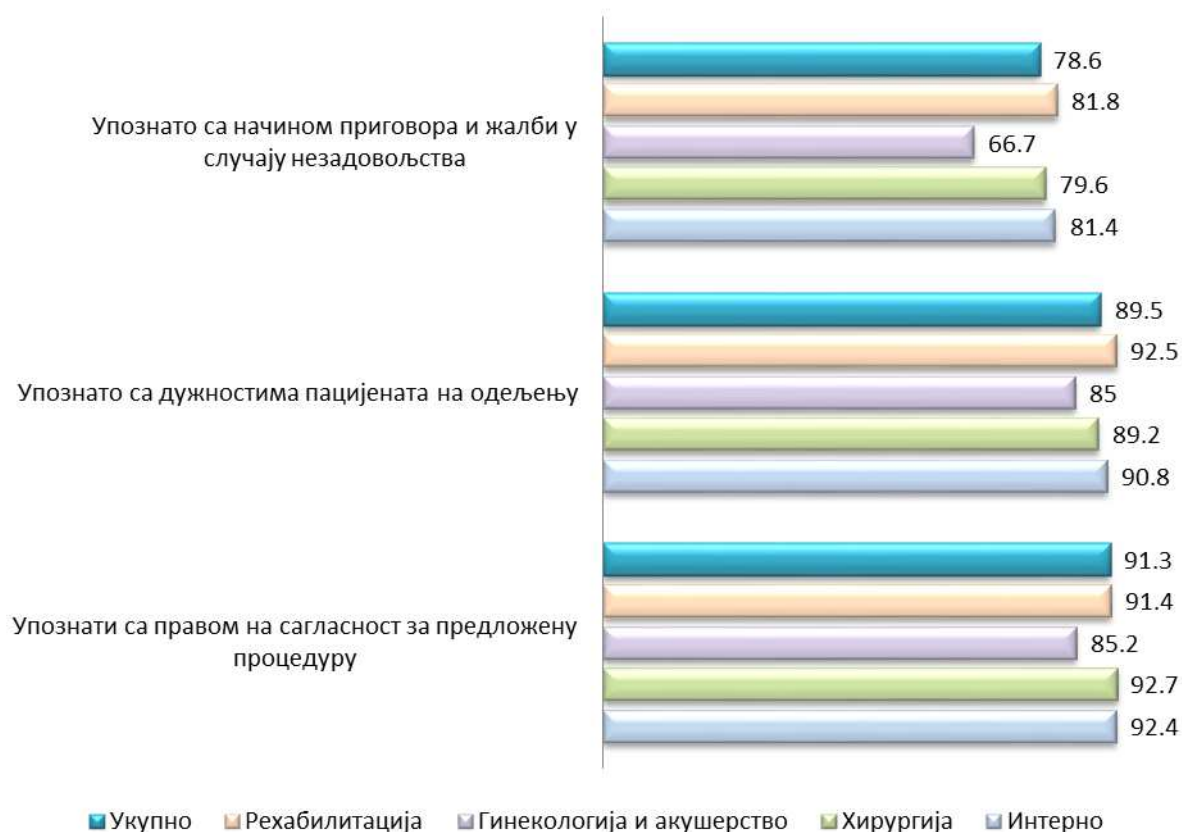 78.6
81.8
Упознато са начином приговора и жалби у
случају незадовољства
66.7
79.6
81.4
89.5
92.5
Упознато са дужностима пацијената на одељењу
85
89.2
90.8
91.3
91.4
Упознати са правом на сагласност за предложену
процедуру
85.2
92.7
92.4
Укупно Рехабилитација Гинекологија и акушерство Хирургија Интерно